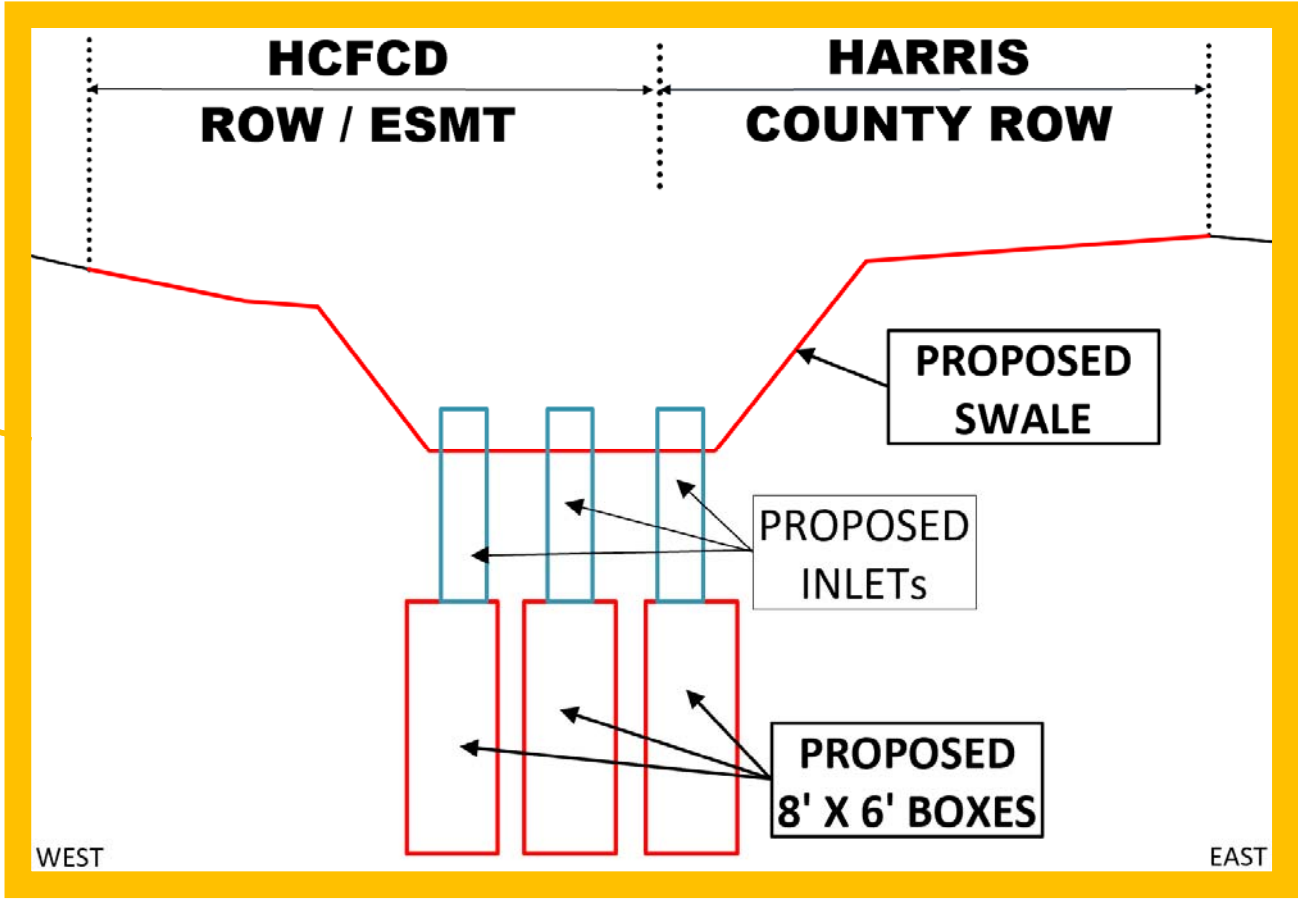 HCFCD
ROW / ESMT
HARRIS
COUNTY ROW
PROPOSED
SWALE
PROPOSED
INLETs
PROPOSED
8' X 6' BOXES
WEST
EAST